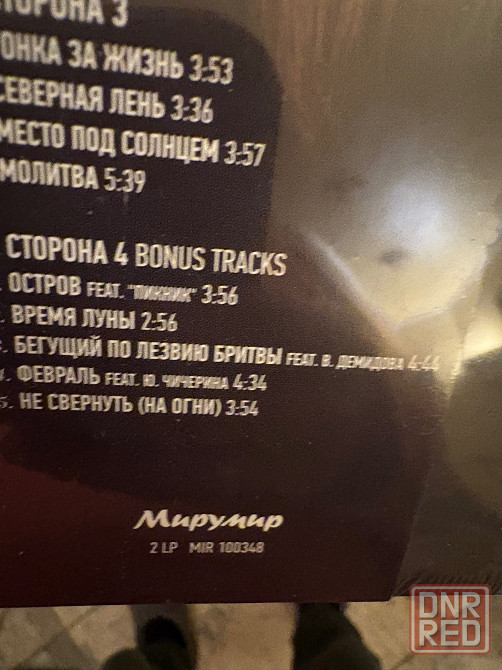 СТОРОНА 3
ОНКА ЗА ЖИЗНЬ 3:53
СЕВЕРНАЯ ЛЕНЬ 3:36
МЕСТО ПОД СОЛНЦЕМ 3:57
МОЛИТВА 5:39
СТОРОНА 4 BONUS TRACKS
ОСТРОВ FEAT. "ПИКНИК" 3:56
ВРЕМЯ ЛУНЫ 2:56
БЕГУЩИЙ ПО ЛЕЗВИЮ БРИТВЫ FEAT. В. ДЕМИДОВА 4:44
ФЕВРАЛЬ FEAT. Ю. ЧИЧЕРИНА 4:34
5. НЕ СВЕРНУТЬ (НА ОГНИ) 3:54
Мирумир
2 LP MIR 100348
DNR
RED